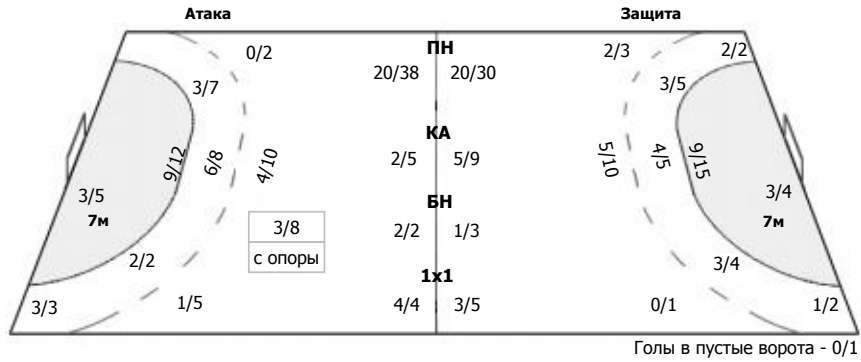 Атака Защита
0/2 ПН 2/3 2/2
3/7 20/38 20/30 3/5
9/12 6/8 4/10 КА 5/10 4/5 9/15
2/5 5/9
3/5 3/4
7м БН 7м
3/8 2/2 1/3
с опоры
2/2 3/4
1х1
3/3 1/5 4/4 3/5 0/1 1/2
Голы в пустые ворота - 0/1